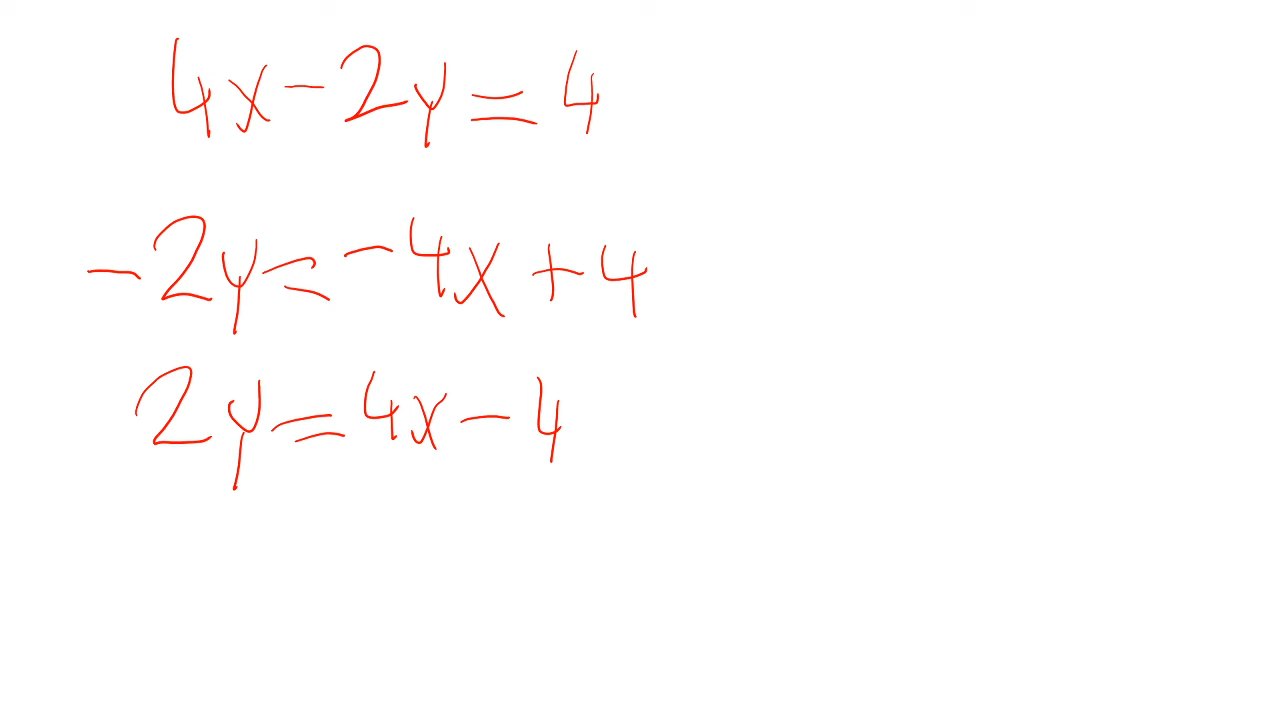 4x - 2y = 4
-2y = -4x + 4
2y = 4x - 4